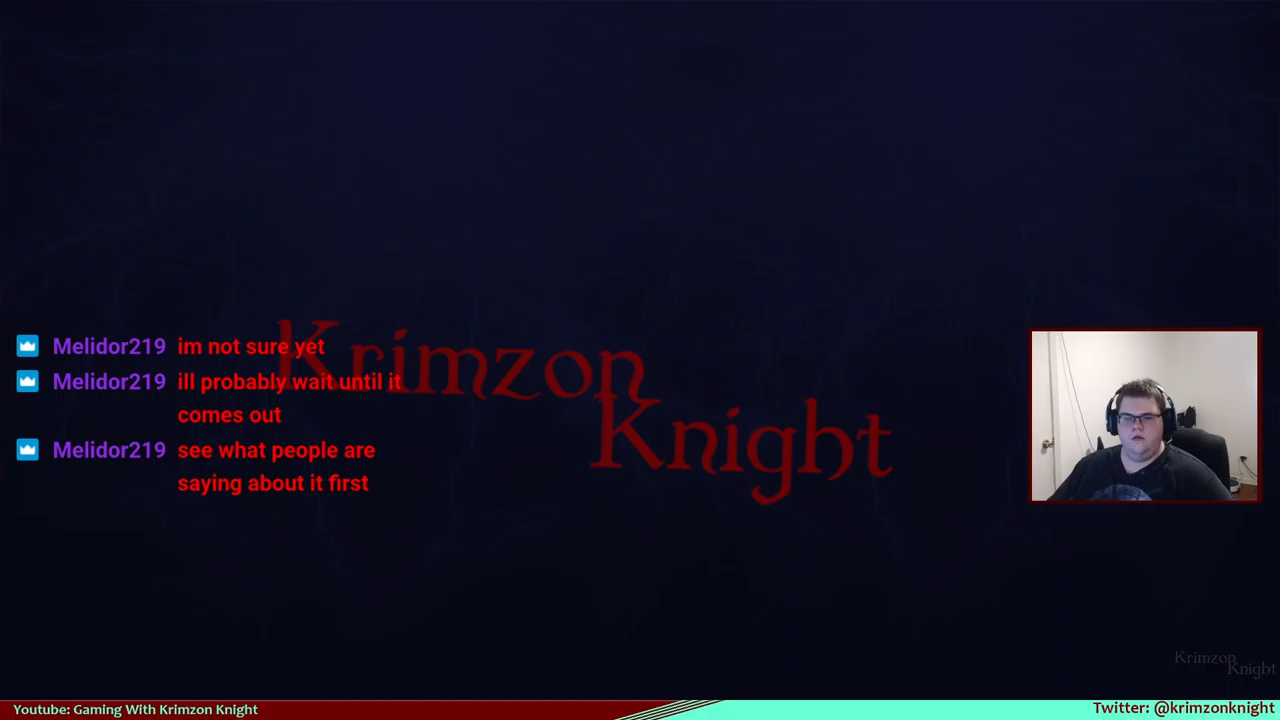 Melidor219 im not sure yet
Melidor219 ill probably wait until it
comes out
Melidor219 see what people are
saying about it first
Krimzon
Knight
Krimzon
Knight
Youtube: Gaming With Krimzon Knight
Twitter: @krimzonknight